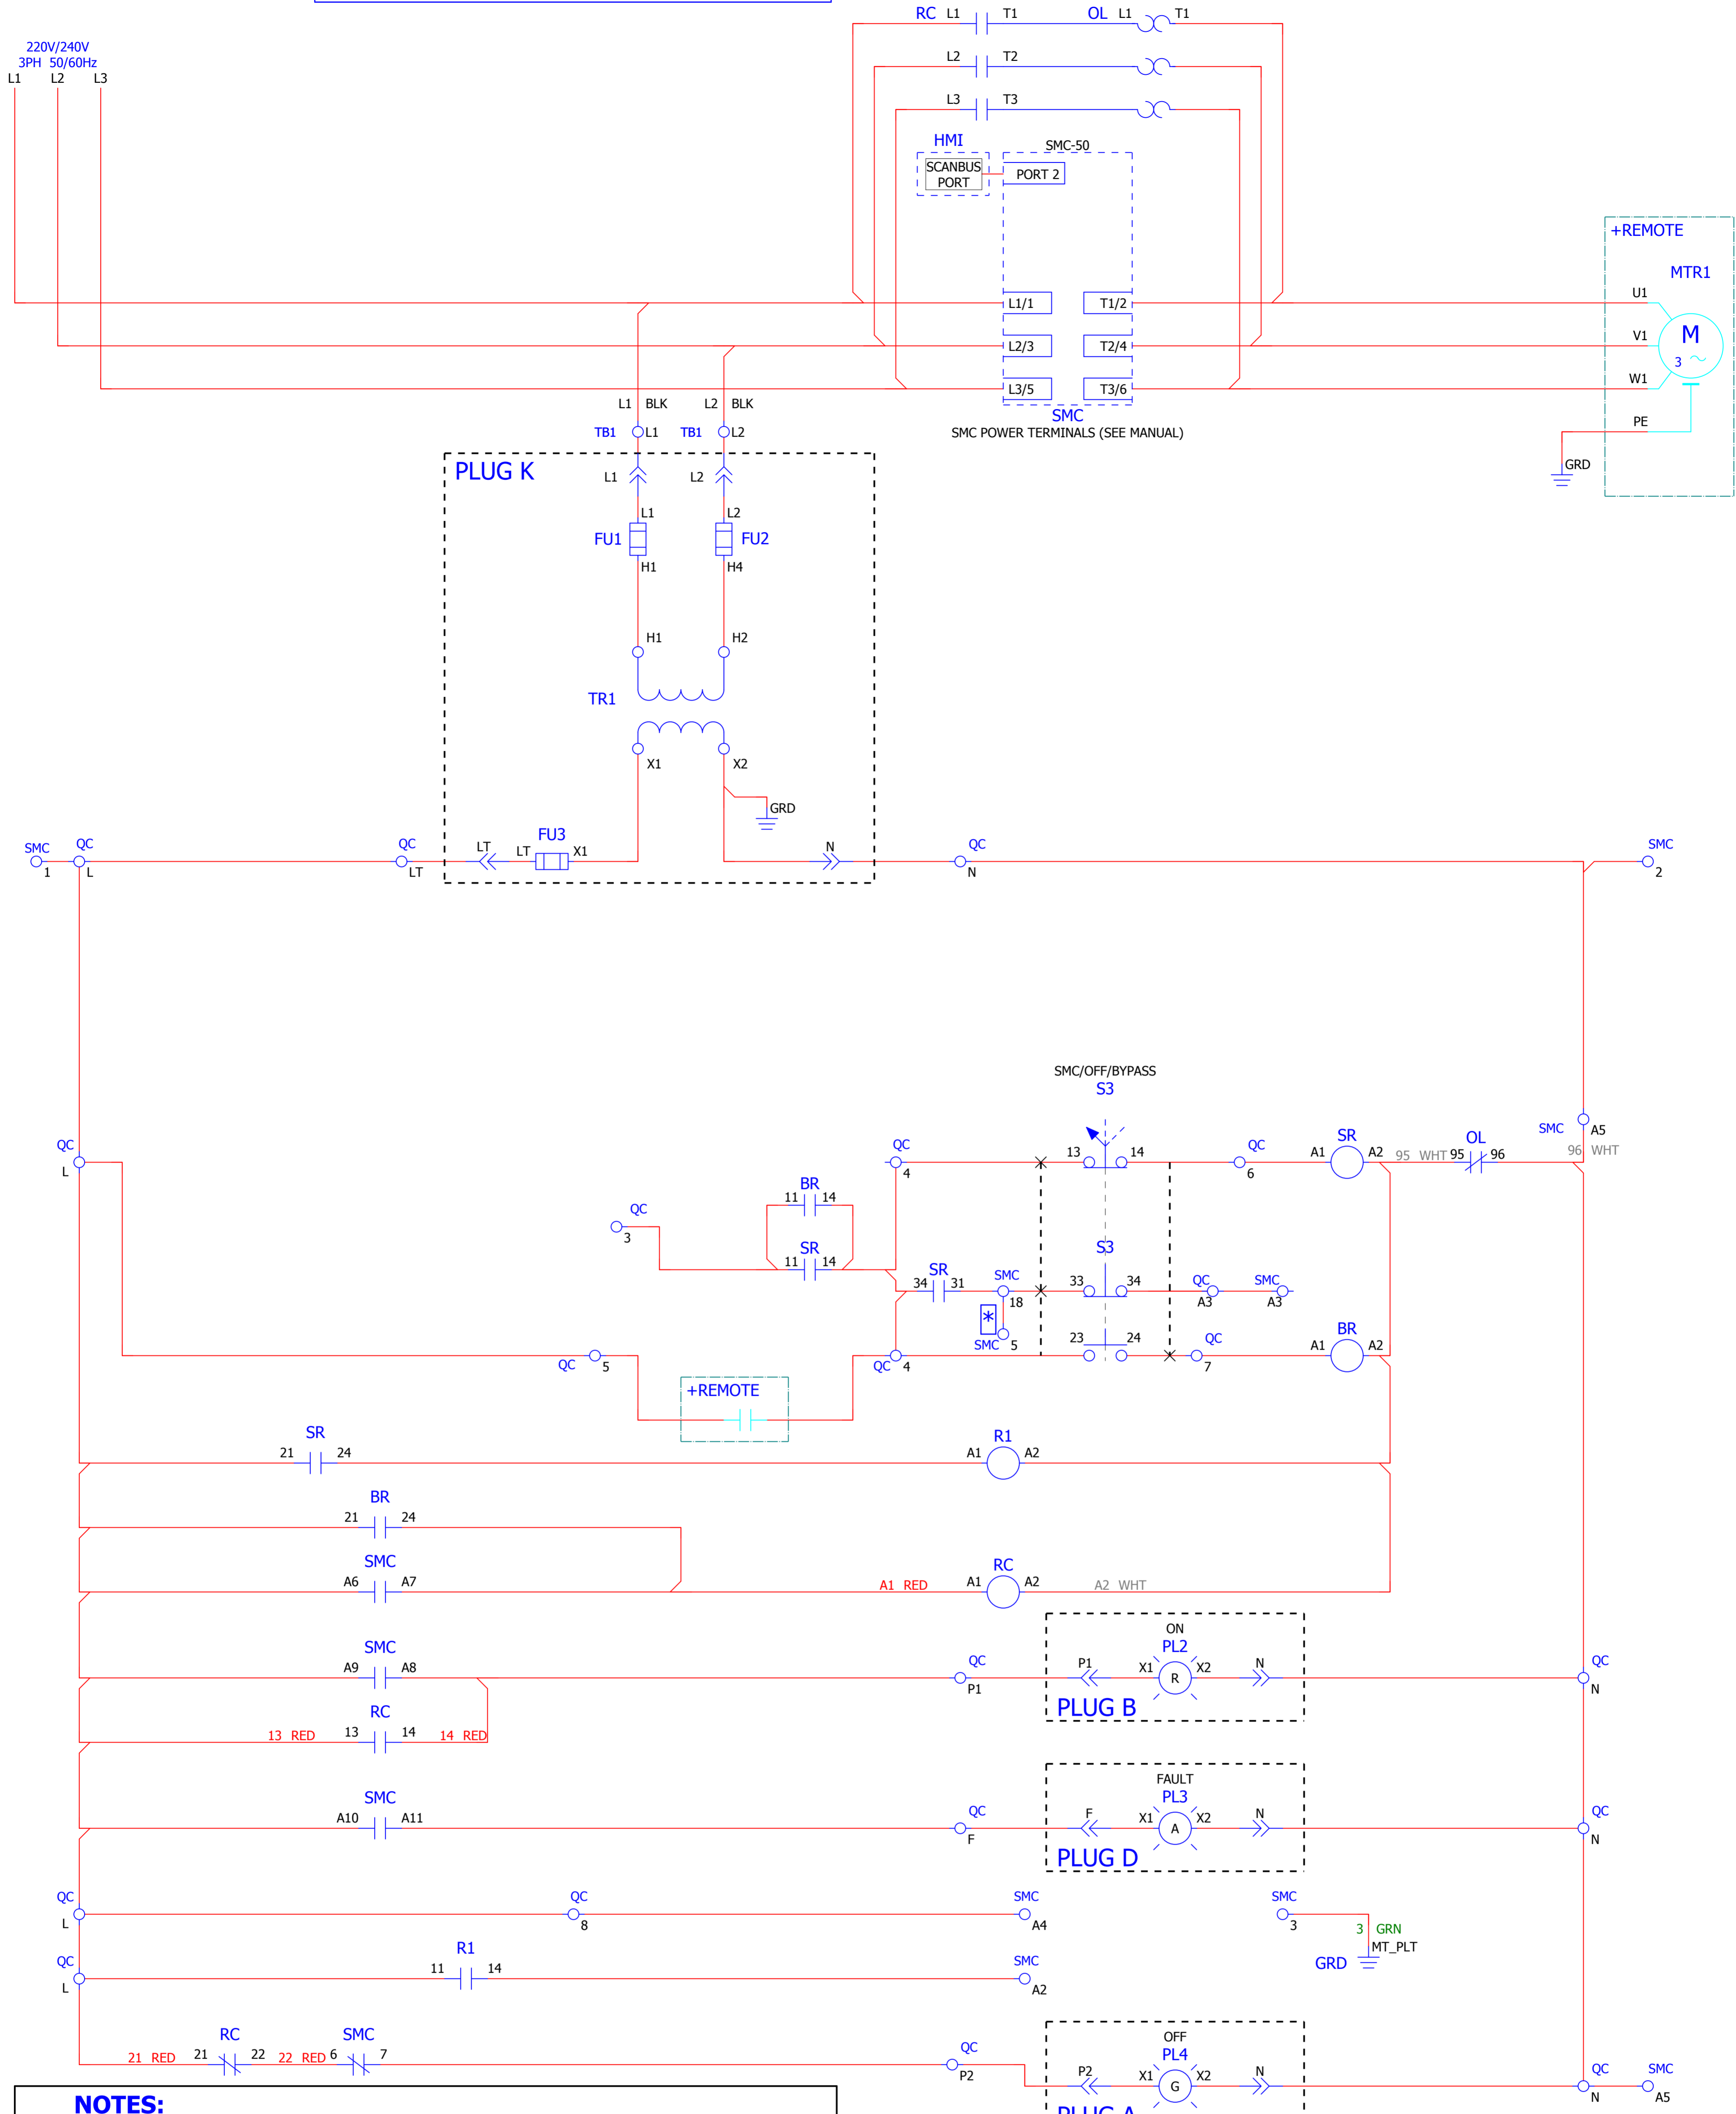 RC L1 T1 OL L1 T1
220V/240V
3PH 50/60Hz
L1 L2 L3
L2 T2
L3 T3
HMI
SMC-50
SCANBUS
PORT
PORT 2
+REMOTE
MTR1
L1/1 T1/2 U1
M
3
L2/3 T2/4 V1
L3/5 T3/6 W1
L1 BLK L2 BLK
SMC
PE
TB1 L1 TB1 L2
SMC POWER TERMINALS (SEE MANUAL)
GRD
PLUG K
L1 L2
L1 L2
FU1 FU2
H1 H4
H1 H2
TR1
X1 X2
GRD
FU3
SMC QC QC LT LT X1 N QC SMC
1 L LT N 2
SMC/OFF/BYPASS
S3
SMC A5
QC QC 13 14 QC SR OL
L 4 6 A1 A2 95 WHT 95 96 96 WHT
BR
11 14
QC
3
SR
11 14
S3
SR
34 31
SMC
18
33 34
QC
A3
SMC
A3
*
SMC 5
23 24
QC
7
BR
A1 A2
QC 5
QC 4
+REMOTE
SR
21 24
R1
A1 A2
BR
21 24
SMC
A6 A7
RC
A1 RED A1 A2 A2 WHT
ON
SMC
A9 A8
QC
P1
PL2
P1 X1 R X2 N
QC
N
PLUG B
RC
13 RED 13 14 14 RED
FAULT
SMC
A10 A11
QC
F
PL3
F X1 A X2 N
QC
N
PLUG D
QC QC SMC SMC
L 8 A4 3
3 GRN
MT_PLT
GRD
QC R1 SMC
L 11 14 A2
OFF
RC SMC
21 RED 21 22 22 RED 6 7
QC
P2
PL4
P2 X1 G X2 N
QC SMC
N A5
NOTES:
PLUG A